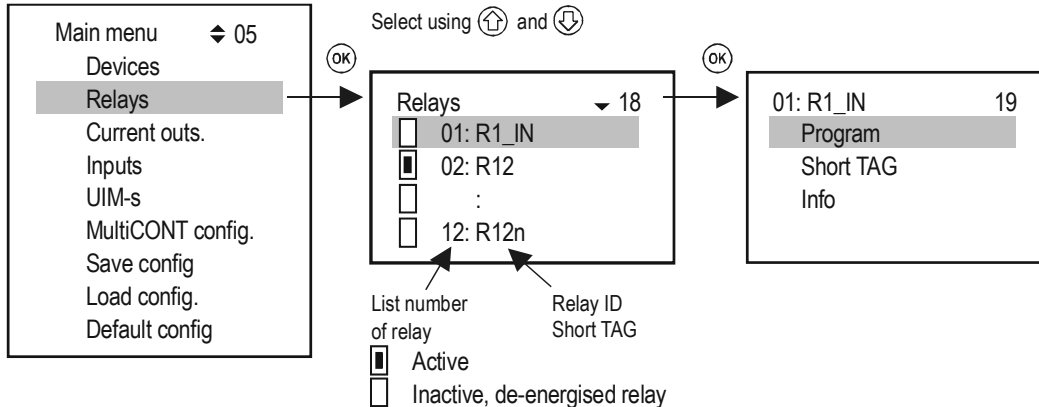 Main menu 05
Devices
Relays
Current outs.
Inputs
UIM-s
MultiCONT config.
Save config
Load config.
Default config
OK
Select using and
Relays 18
01: R1_IN
02: R12
:
12: R12n
List number
of relay
Relay ID
Short TAG
Active
Inactive, de-energised relay
OK
01: R1_IN 19
Program
Short TAG
Info